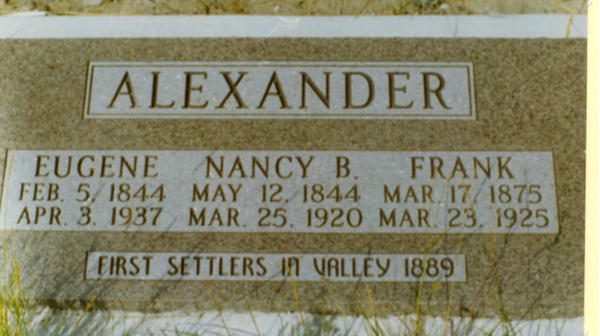 ALEXANDER
EUGENE NANCY B. FRANK
FEB. 5, 1844 MAY 12, 1844 MAR. 17, 1875
APR. 3, 1937 MAR. 25, 1920 MAR. 23, 1925
FIRST SETTLERS IN VALLEY 1889